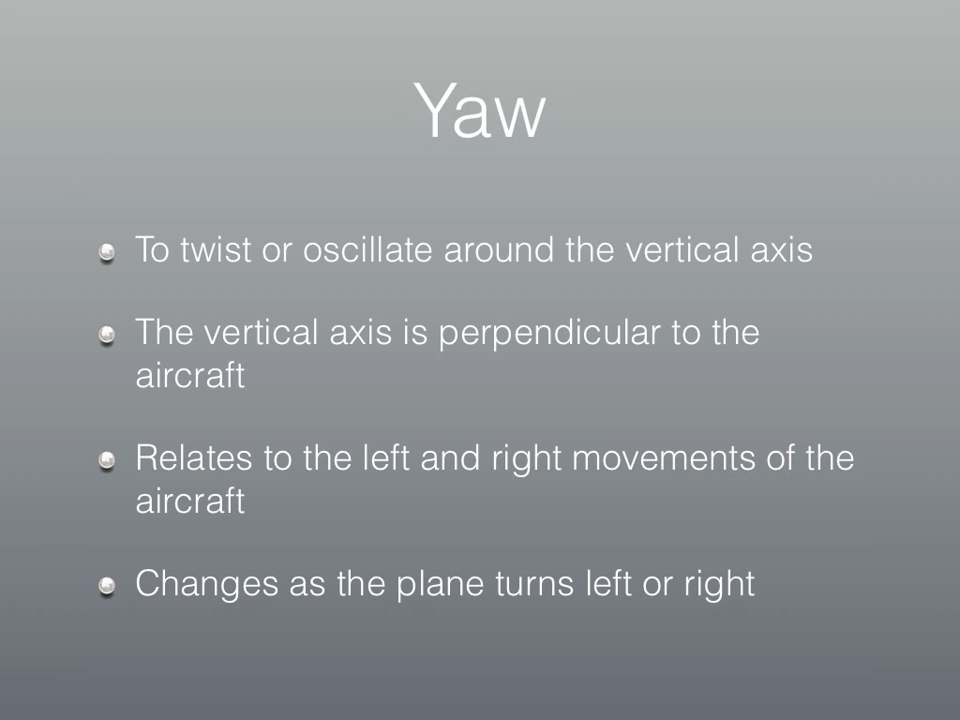 Yaw
To twist or oscillate around the vertical axis
The vertical axis is perpendicular to the
aircraft
Relates to the left and right movements of the
aircraft
Changes as the plane turns left or right